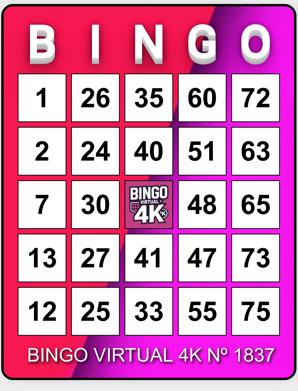 BINGO
1 26 35 60 72
2 24 40 51 63
7 30 BINGO VIRTUAL 4K 48 65
13 27 41 47 73
12 25 33 55 75
BINGO VIRTUAL 4K Nº 1837